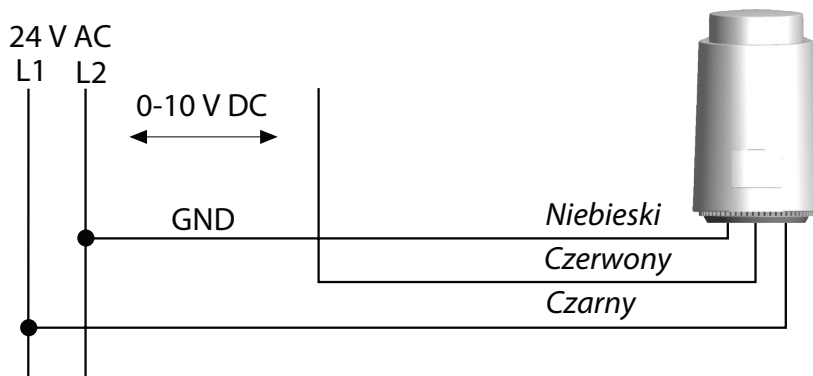 24 V AC
L1 L2
0-10 V DC
GND
Niebieski
Czerwony
Czarny